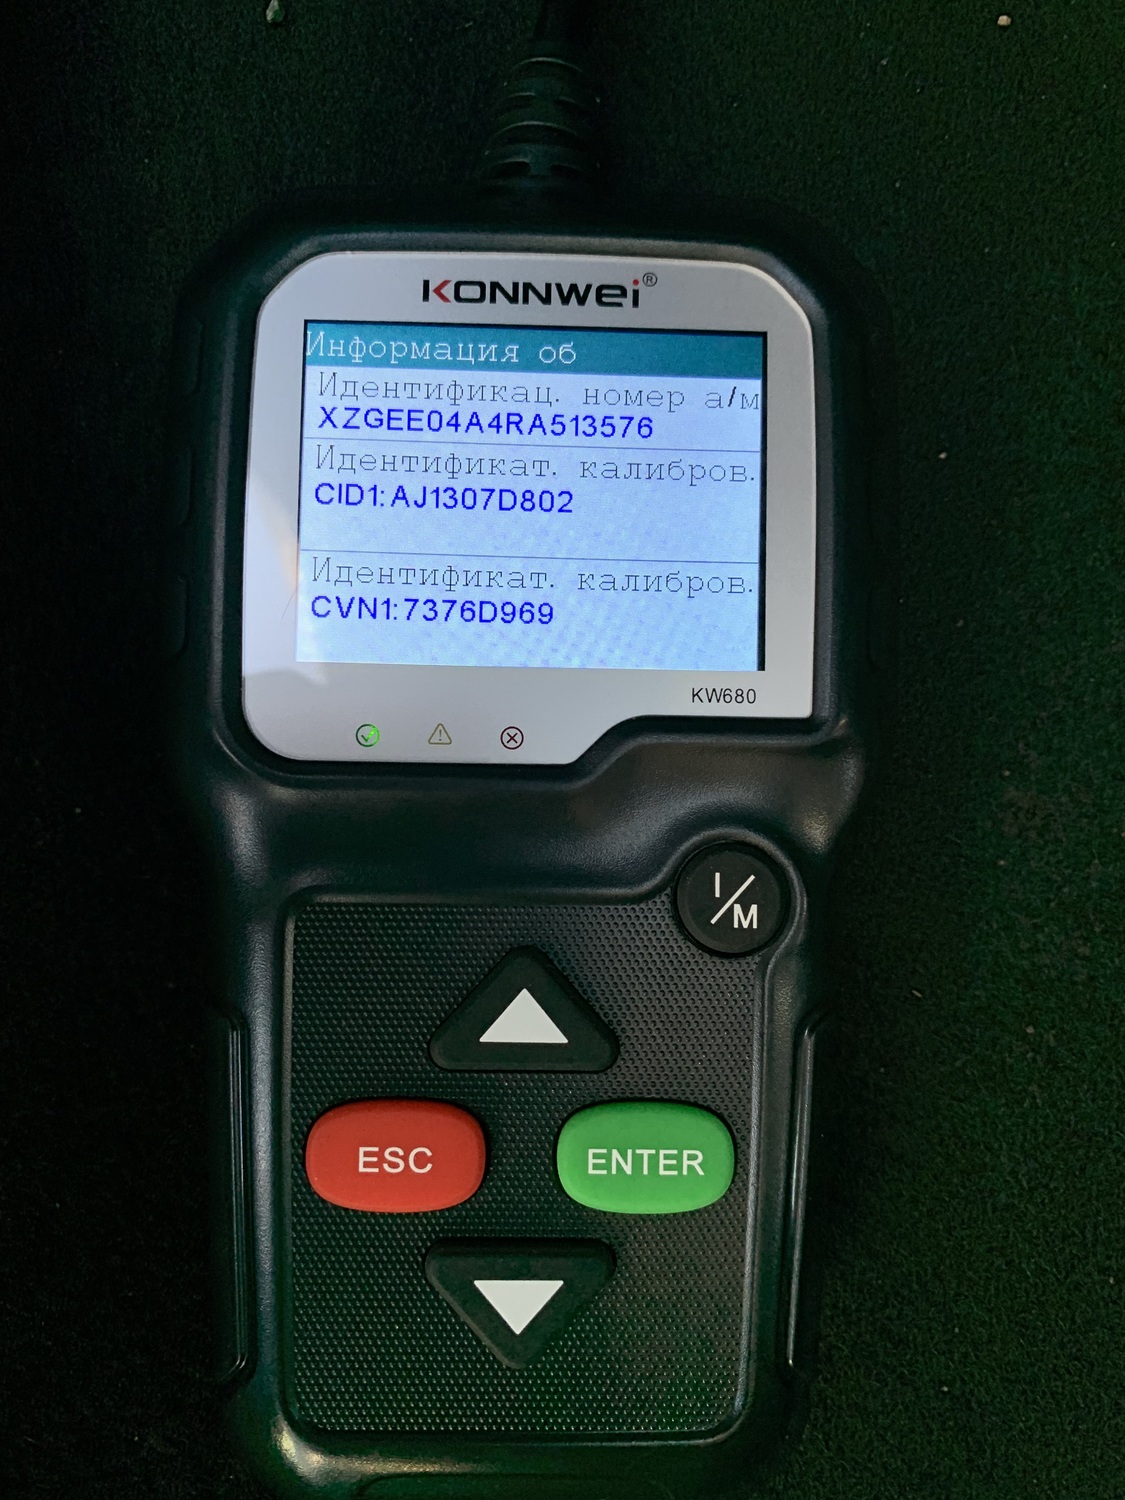 KONNWEI®
Информация об
Идентификац. номер а/м
XZGEE04A4RA513576
Идентификат. калибров.
CID1:AJ1307D802
Идентификат. калибров.
CVN1:7376D969
KW680
I/M
ESC
ENTER